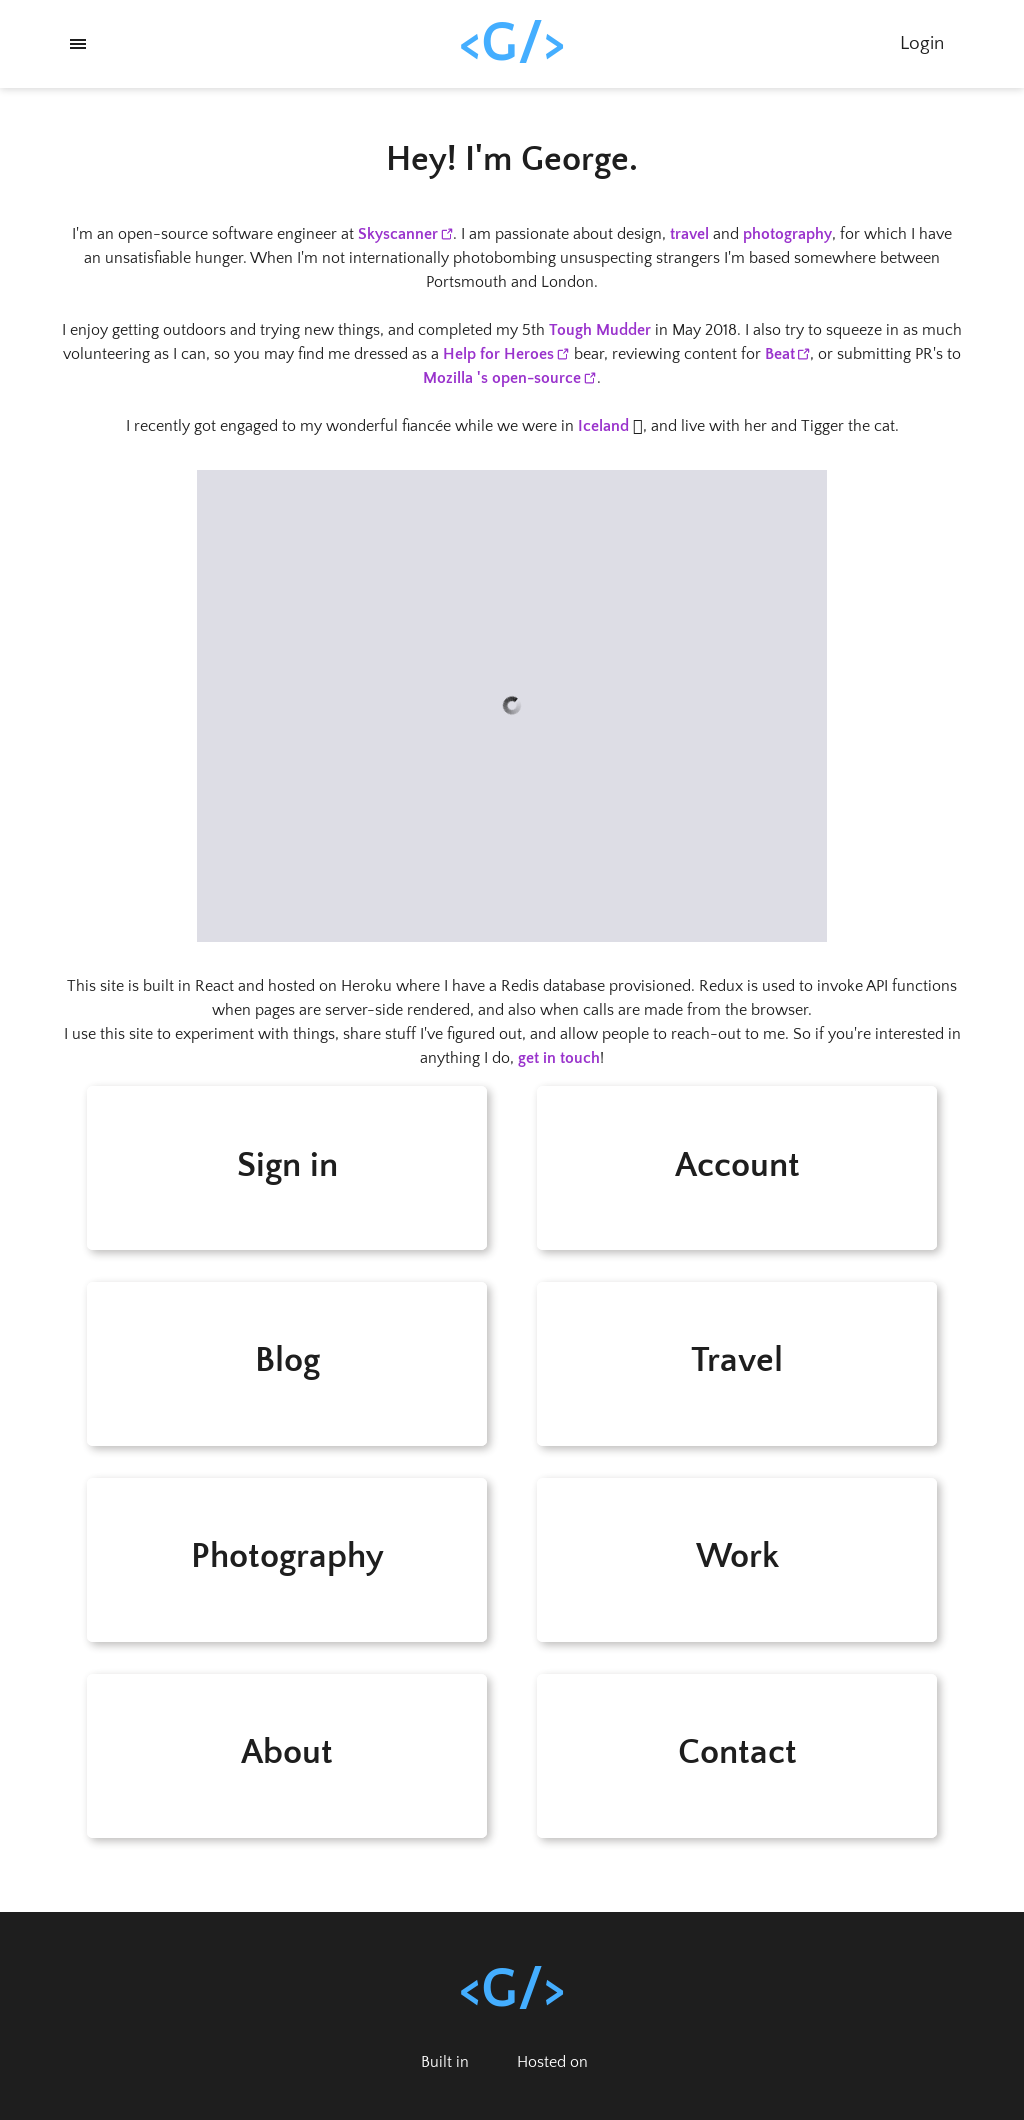 <G/>
Login
Hey! I'm George.
I'm an open-source software engineer at Skyscanner. I am passionate about design, travel and photography, for which I have
an unsatisfiable hunger. When I'm not internationally photobombing unsuspecting strangers I'm based somewhere between
Portsmouth and London.
I enjoy getting outdoors and trying new things, and completed my 5th Tough Mudder in May 2018. I also try to squeeze in as much
volunteering as I can, so you may find me dressed as a Help for Heroes bear, reviewing content for Beat, or submitting PR's to
Mozilla 's open-source.
I recently got engaged to my wonderful fiancée while we were in Iceland , and live with her and Tigger the cat.
This site is built in React and hosted on Heroku where I have a Redis database provisioned. Redux is used to invoke API functions
when pages are server-side rendered, and also when calls are made from the browser.
I use this site to experiment with things, share stuff I've figured out, and allow people to reach-out to me. So if you're interested in
anything I do, get in touch!
Sign in
Account
Blog
Travel
Photography
Work
About
Contact
<G/>
Built in
Hosted on